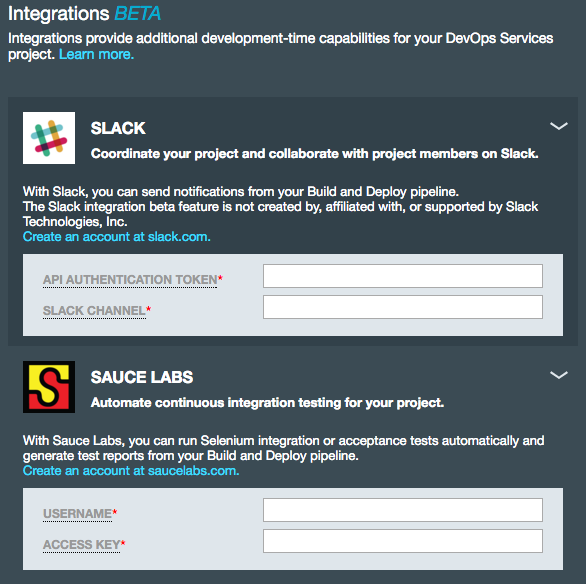 Integrations BETA
Integrations provide additional development-time capabilities for your DevOps Services
project. Learn more.
SLACK
Coordinate your project and collaborate with project members on Slack.
With Slack, you can send notifications from your Build and Deploy pipeline.
The Slack integration beta feature is not created by, affiliated with, or supported by Slack
Technologies, Inc.
Create an account at slack.com.
API AUTHENTICATION TOKEN*
SLACK CHANNEL*
SAUCE LABS
Automate continuous integration testing for your project.
With Sauce Labs, you can run Selenium integration or acceptance tests automatically and
generate test reports from your Build and Deploy pipeline.
Create an account at saucelabs.com.
USERNAME*
ACCESS KEY*